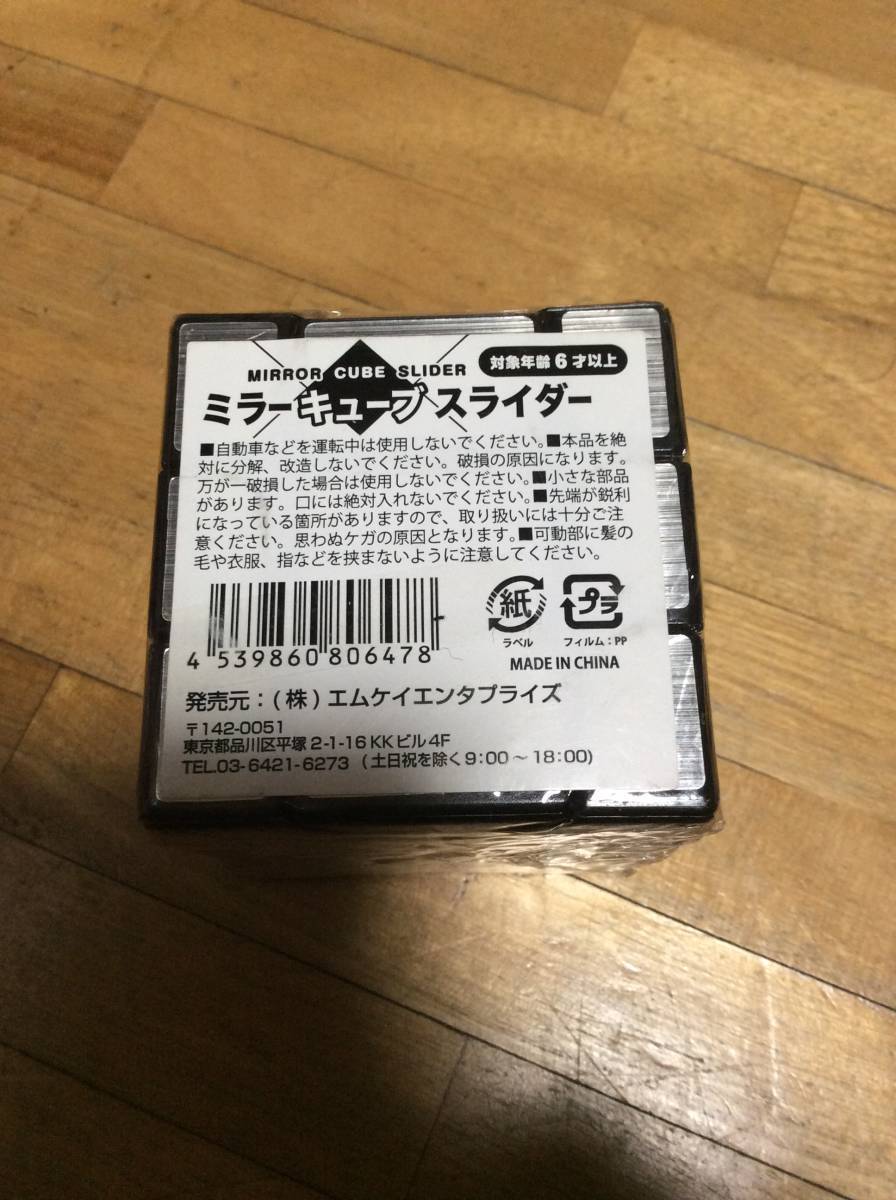 MIRROR CUBE SLIDER
対象年齢6才以上
ミラーキューブスライダー
■自動車などを運転中は使用しないでください。■本品を絶
対に分解、改造しないでください。破損の原因になります。
万が一破損した場合は使用しないでください。■小さな部品
があります。口には絶対入れないでください。■先端が鋭利
になっている箇所がありますので、取り扱いには十分ご注
意ください。思わぬケガの原因となります。■可動部に髪の
毛や衣服、指などを挟まないように注意してください。
紙
プラ
ラベル
フィルム:PP
4 539860 806478
MADE IN CHINA
発売元:(株)エムケイエンタプライズ
〒142-0051
東京都品川区平塚2-1-16 KKビル4F
TEL.03-6421-6273 (土日祝を除く9:00~18:00)